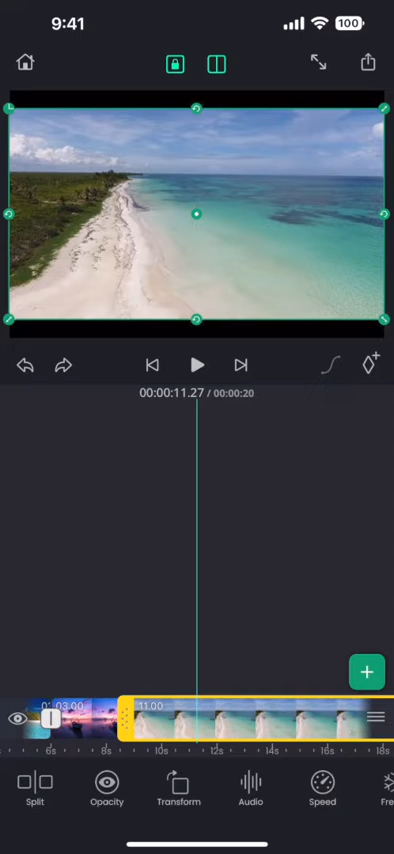 9:41
100
00:00:11.27 / 00:00:20
03.00
11.00
6s 8s 10s 12s 14s 16s 18s
Split Opacity Transform Audio Speed Fre